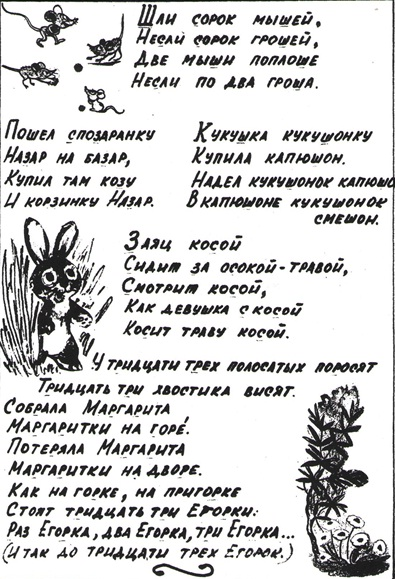 Шли сорок мышей,
Несли сорок грошей,
Две мыши поплоше
Несли по два гроша.
Пошел спозаранку
Назар на базар,
Купил там козу
И корзинку Назар.
Кукушка кукушонку
Купила капюшон.
Надел кукушонок капюшо
В капюшоне кукушонок
смешон.
Заяц косой
Сидит за осокой-травой,
Смотрит косой,
Как девушка с косой
Косит траву косой.
У тридцати трех полосатых поросят
Тридцать три хвостика висят.
Собрала Маргарита
Маргаритки на горе́.
Потеряла Маргарита
Маргаритки на дворе.
Как на горке, на пригорке
Стоят тридцать три Егорки:
Раз Егорка, два Егорка, три Егорка...
(И так до тридцати трех Егорок.)